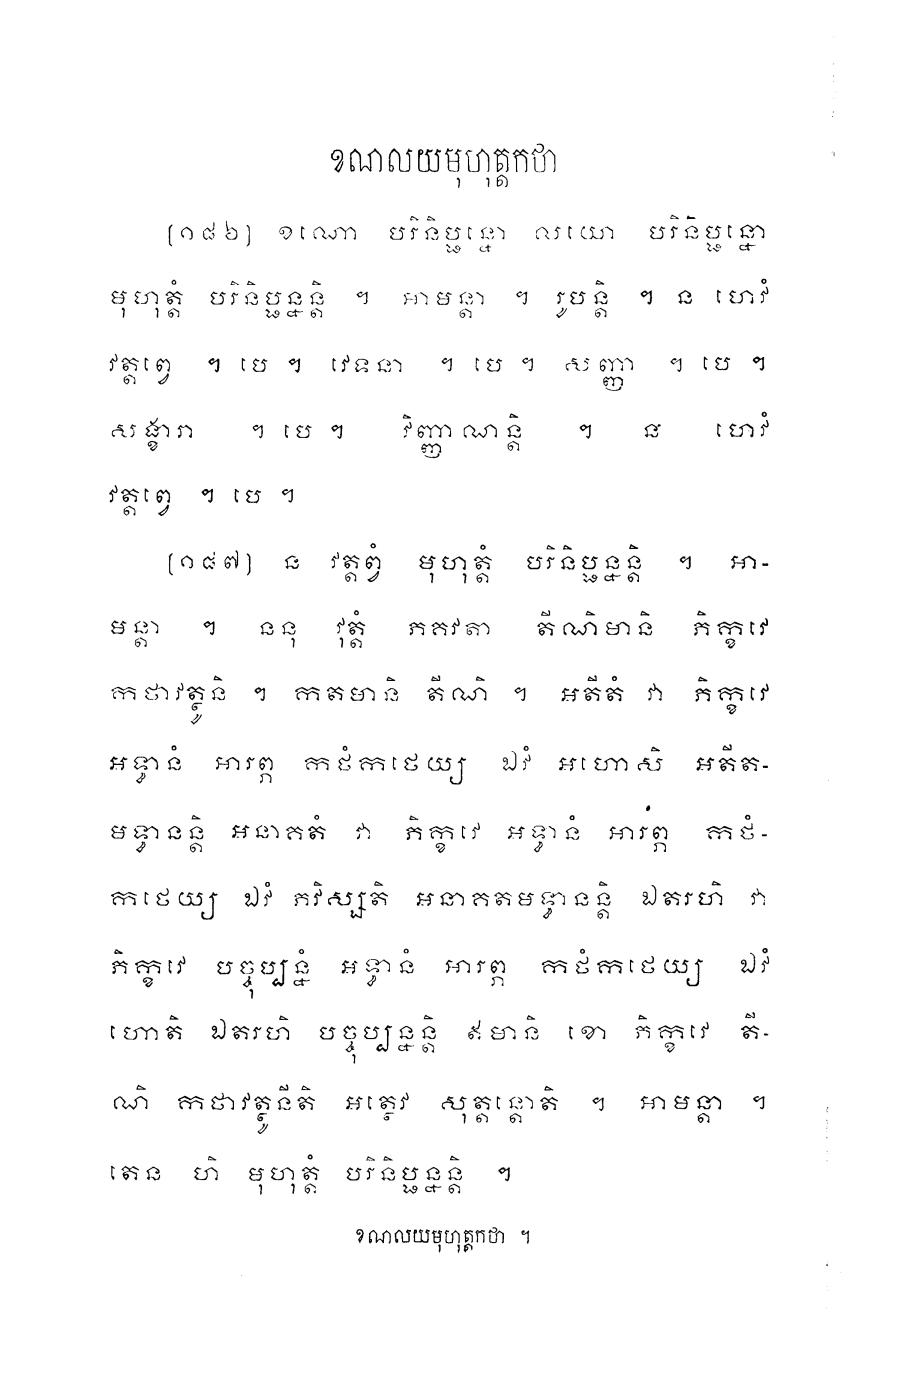 ខណលយមុហុត្តកថា
(១៨៦) ខណោ បរិនិប្ផន្នោ លយោ បរិនិប្ផន្នោ
មុហុត្តំ បរិនិប្ផន្នន្តិ ។ អាមន្តា ។ រូបន្តិ ។ ន ហេវំ
វត្តព្វេ ។ បេ ។ វេទនា ។ បេ ។ សញ្ញា ។ បេ ។
សង្ខារា ។ បេ ។ វិញ្ញាណន្តិ ។ ន ហេវំ
វត្តព្វេ ។ បេ ។
(១៨៧) ន វត្តព្វំ មុហុត្តំ បរិនិប្ផន្នន្តិ ។ អា-
មន្តា ។ ននុ វុត្តំ ភគវតា តីណិមានិ ភិក្ខវេ
កថាវត្ថូនិ ។ កតមានិ តីណិ ។ អតីតំ វា ភិក្ខវេ
អទ្ធានំ អារព្ភ កថំកថេយ្យ ឯវំ អហោសិ អតីត-
មទ្ធានន្តិ អនាគតំ វា ភិក្ខវេ អទ្ធានំ អារព្ភ កថំ-
កថេយ្យ ឯវំ ភវិស្សតិ អនាគតមទ្ធានន្តិ ឯតរហិ វា
ភិក្ខវេ បច្ចុប្បន្នំ អទ្ធានំ អារព្ភ កថំកថេយ្យ ឯវំ
ហោតិ ឯតរហិ បច្ចុប្បន្នន្តិ ឥមានិ ខោ ភិក្ខវេ តី-
ណិ កថាវត្ថូនីតិ អត្ថេវ សុត្តន្តោតិ ។ អាមន្តា ។
តេន ហិ មុហុត្តំ បរិនិប្ផន្នន្តិ ។
ខណលយមុហុត្តកថា ។